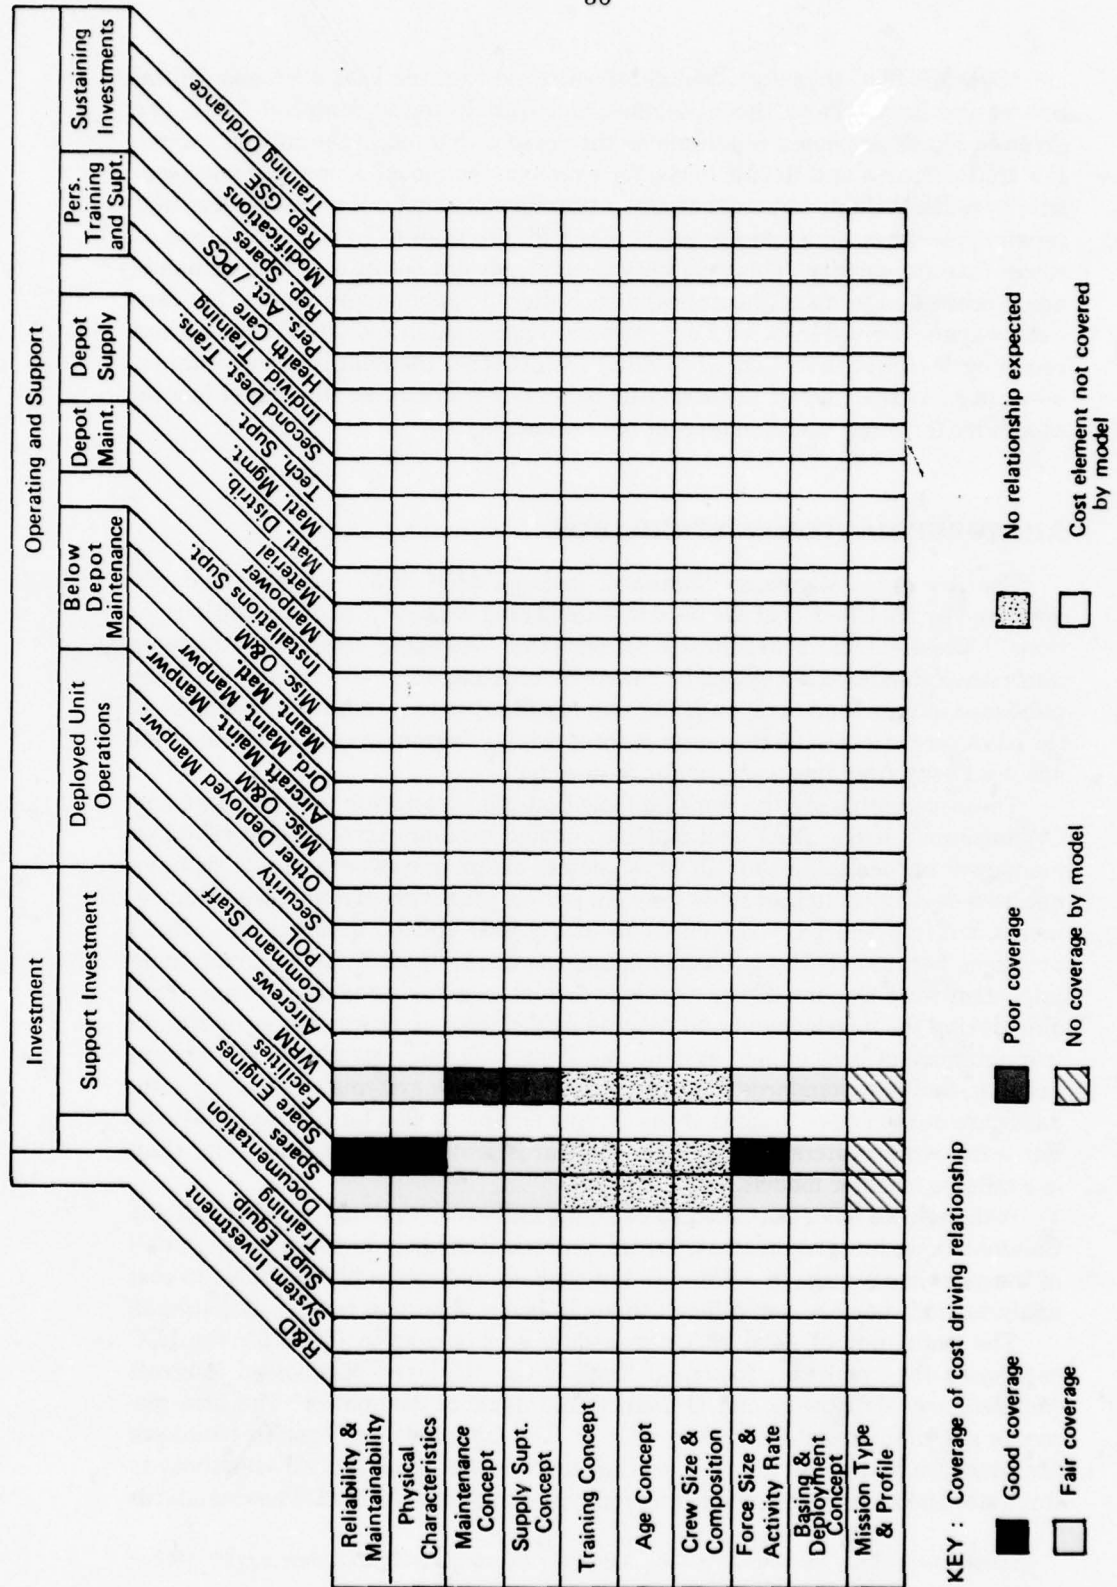 80
Investment
Operating and Support
Support Investment
Deployed Unit
Operations
Below
Depot
Maintenance
Depot
Maint.
Depot
Supply
Pers.
Training
and Supt.
Sustaining
Investments
R&D
System Investment
Supt. Equip.
Training
Documentation
Spares
Spare Engines
Facilities
WRM
Aircrews
Command Staff
POL
Security
Other Deployed Manpwr.
Misc. O&M
Aircraft Maint. Manpwr.
Ord. Maint. Manpwr
Maint. Matl.
Misc. O&M
Installations Supt.
Manpower
Material
Matl. Distrib.
Matl. Mgmt.
Tech. Supt.
Second Dest. Trans.
Individ. Training
Health Care
Pers. Act. / PCS
Rep. Spares
Modifications
Rep. GSE
Training Ordnance
Reliability &
Maintainability
Physical
Characteristics
Maintenance
Concept
Supply Supt.
Concept
Training Concept
Age Concept
Crew Size &
Composition
Force Size &
Activity Rate
Basing &
Deployment
Concept
Mission Type
& Profile
KEY : Coverage of cost driving relationship
Good coverage
Poor coverage
No relationship expected
Fair coverage
No coverage by model
Cost element not covered
by model